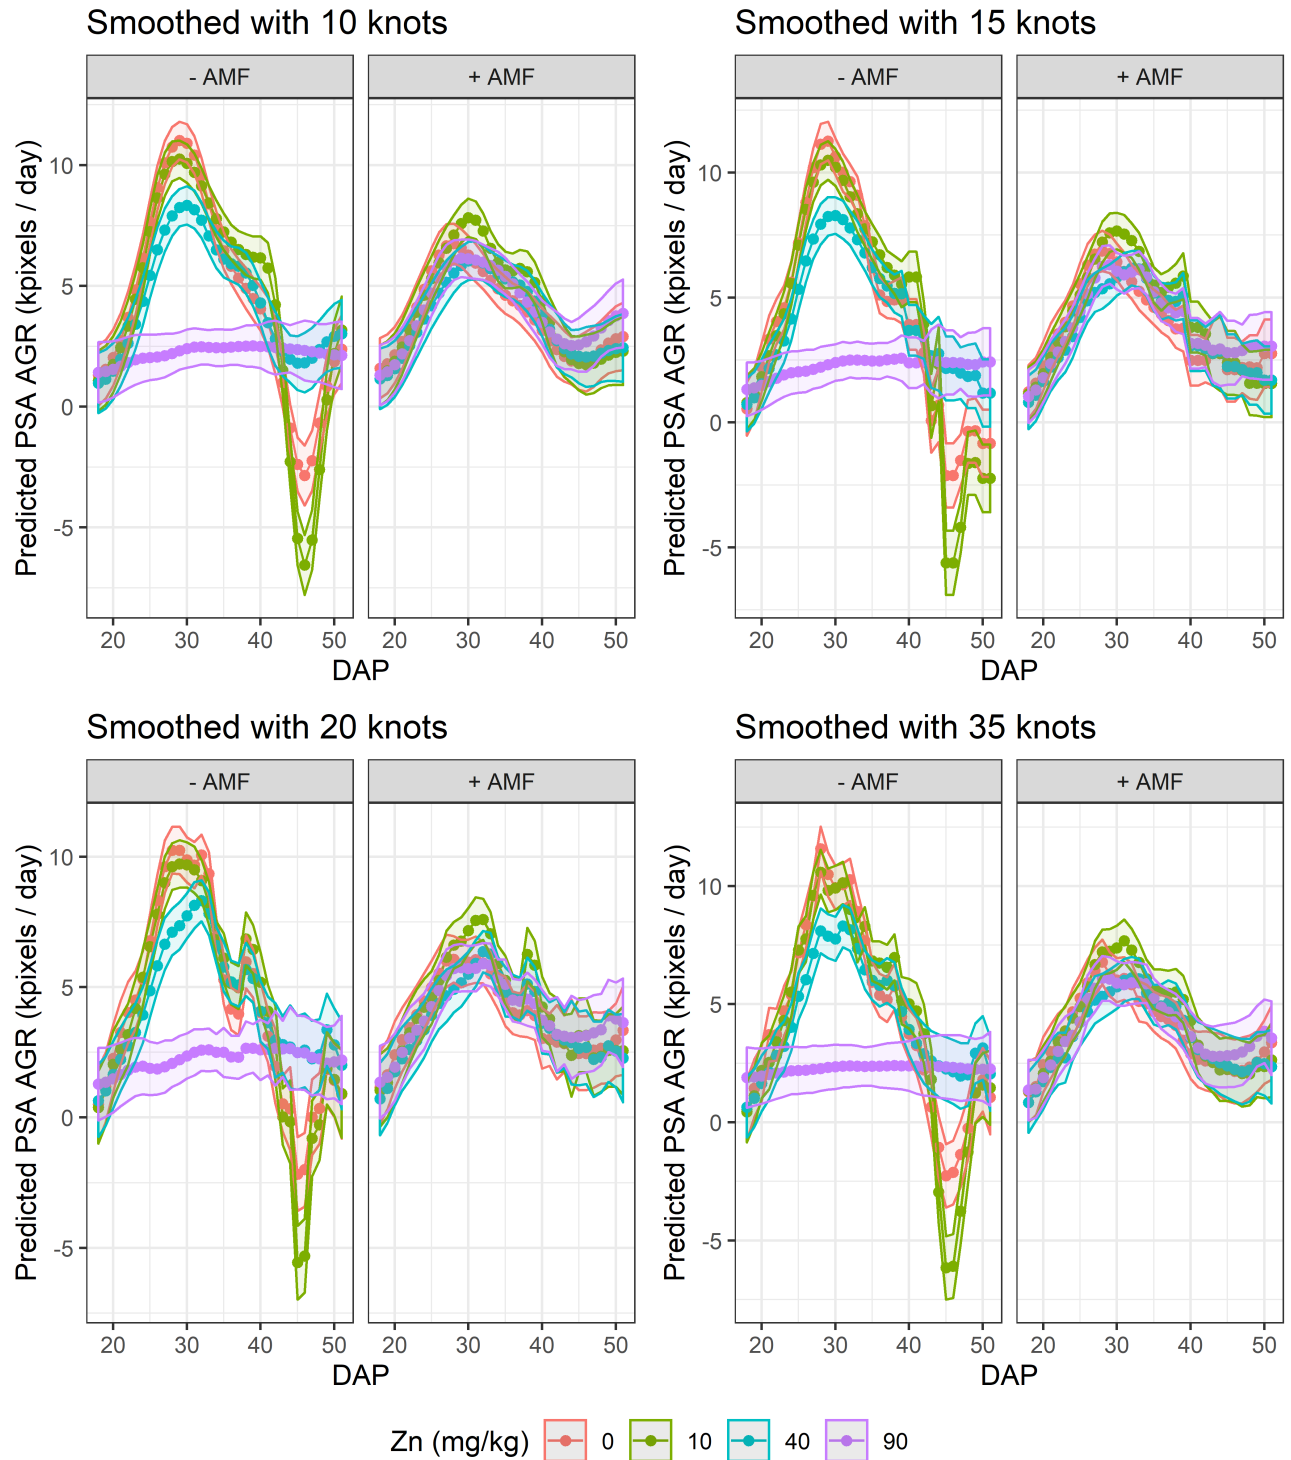 Smoothed with 10 knots
Smoothed with 15 knots
- AMF
+ AMF
- AMF
+ AMF
Predicted PSA AGR (kpixels / day)
10
5
0
-5
Predicted PSA AGR (kpixels / day)
10
5
0
-5
20 30 40 50
20 30 40 50
20 30 40 50
20 30 40 50
DAP
DAP
Smoothed with 20 knots
Smoothed with 35 knots
- AMF
+ AMF
- AMF
+ AMF
Predicted PSA AGR (kpixels / day)
10
5
0
-5
Predicted PSA AGR (kpixels / day)
10
5
0
-5
20 30 40 50
20 30 40 50
20 30 40 50
20 30 40 50
DAP
DAP
Zn (mg/kg) 0 10 40 90